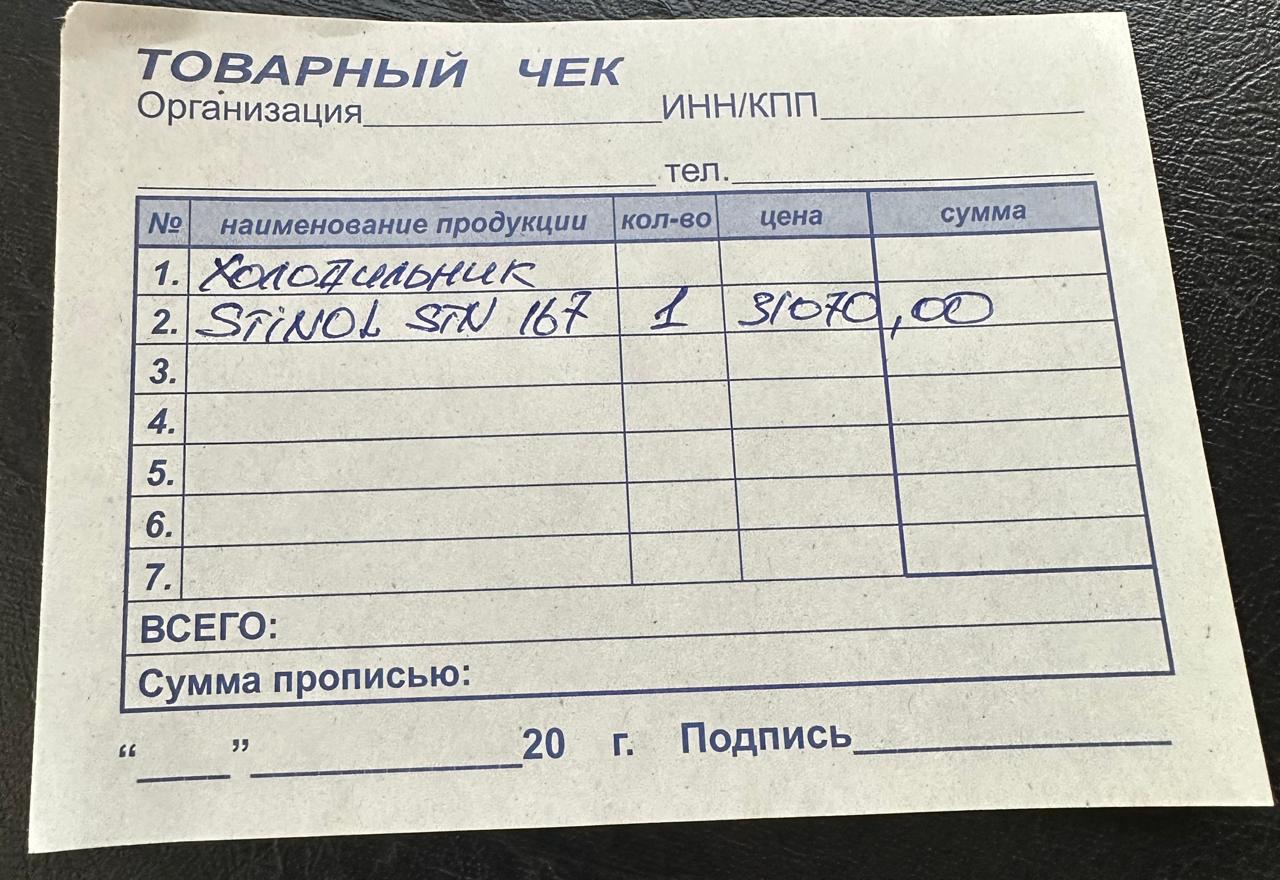 ТОВАРНЫЙ ЧЕК
Организация ИНН/КПП
тел.
№ наименование продукции кол-во цена сумма
1. Холодильник
2. STiNOL STN 167 1 31070,00
3.
4.
5.
6.
7.
ВСЕГО:
Сумма прописью:
“ ” 20 г. Подпись